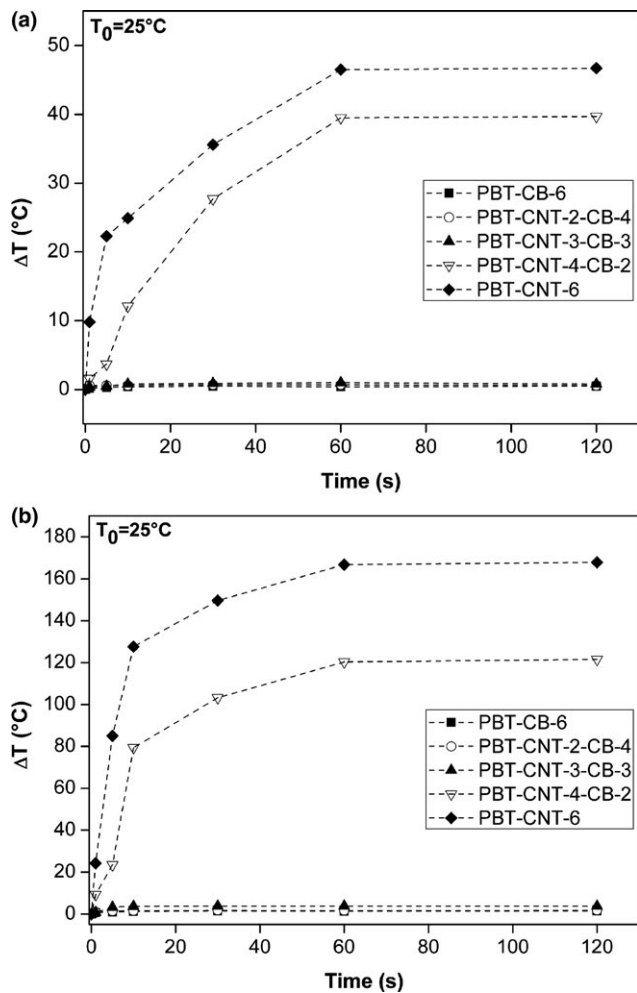 (a)
T₀=25°C
50
40
30
20
10
0
ΔT (°C)
PBT-CB-6
PBT-CNT-2-CB-4
PBT-CNT-3-CB-3
PBT-CNT-4-CB-2
PBT-CNT-6
0 20 40 60 80 100 120
Time (s)
(b)
T₀=25°C
180
160
140
120
100
80
60
40
20
0
ΔT (°C)
PBT-CB-6
PBT-CNT-2-CB-4
PBT-CNT-3-CB-3
PBT-CNT-4-CB-2
PBT-CNT-6
0 20 40 60 80 100 120
Time (s)